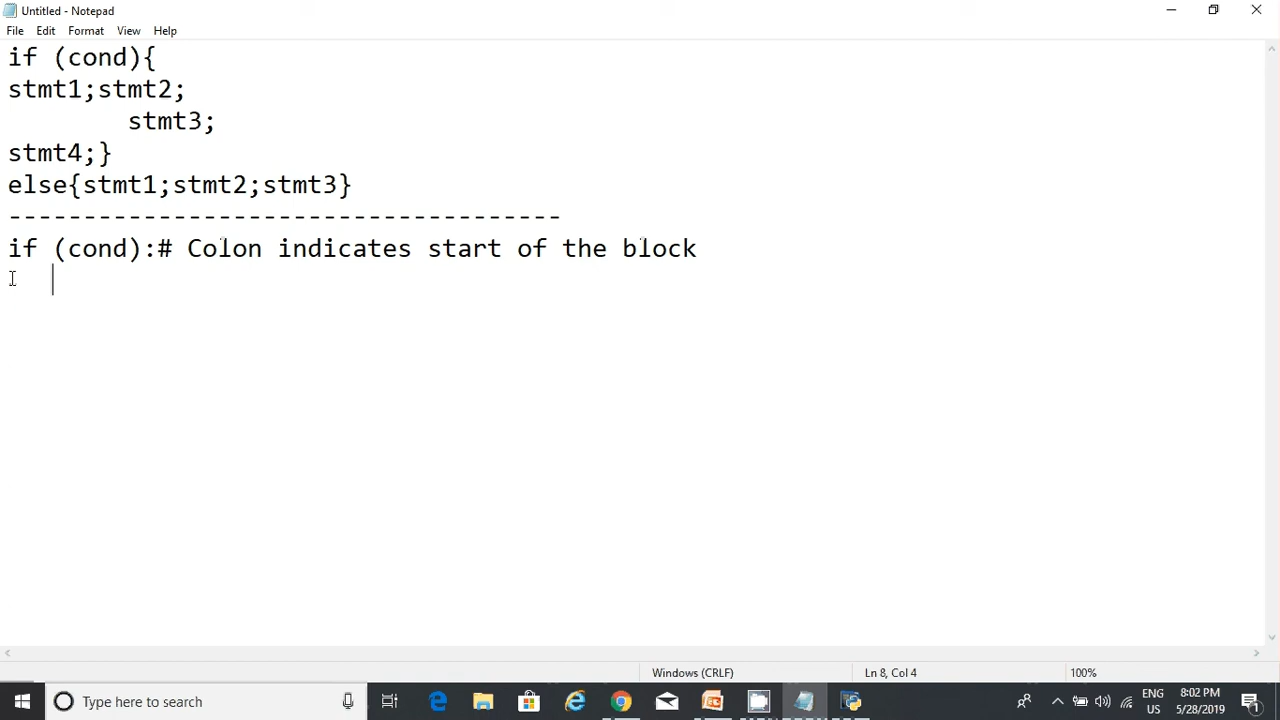 Untitled - Notepad
File Edit Format View Help
if (cond){
stmt1;stmt2;
        stmt3;
stmt4;}
else{stmt1;stmt2;stmt3}
-------------------------------------
if (cond):# Colon indicates start of the block
Windows (CRLF) Ln 8, Col 4 100%
Type here to search
ENG 8:02 PM
US 5/28/2019 1